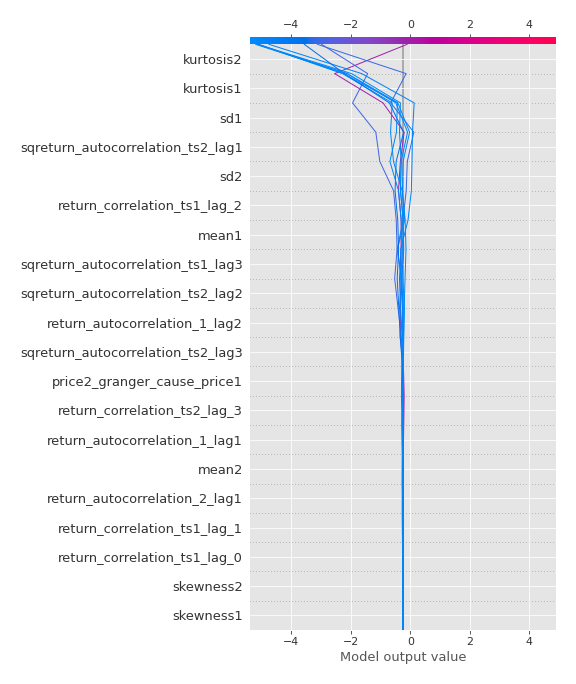 −4 −2 0 2 4
kurtosis2
kurtosis1
sd1
sqreturn_autocorrelation_ts2_lag1
sd2
return_correlation_ts1_lag_2
mean1
sqreturn_autocorrelation_ts1_lag3
sqreturn_autocorrelation_ts2_lag2
return_autocorrelation_1_lag2
sqreturn_autocorrelation_ts2_lag3
price2_granger_cause_price1
return_correlation_ts2_lag_3
return_autocorrelation_1_lag1
mean2
return_autocorrelation_2_lag1
return_correlation_ts1_lag_1
return_correlation_ts1_lag_0
skewness2
skewness1
−4 −2 0 2 4
Model output value